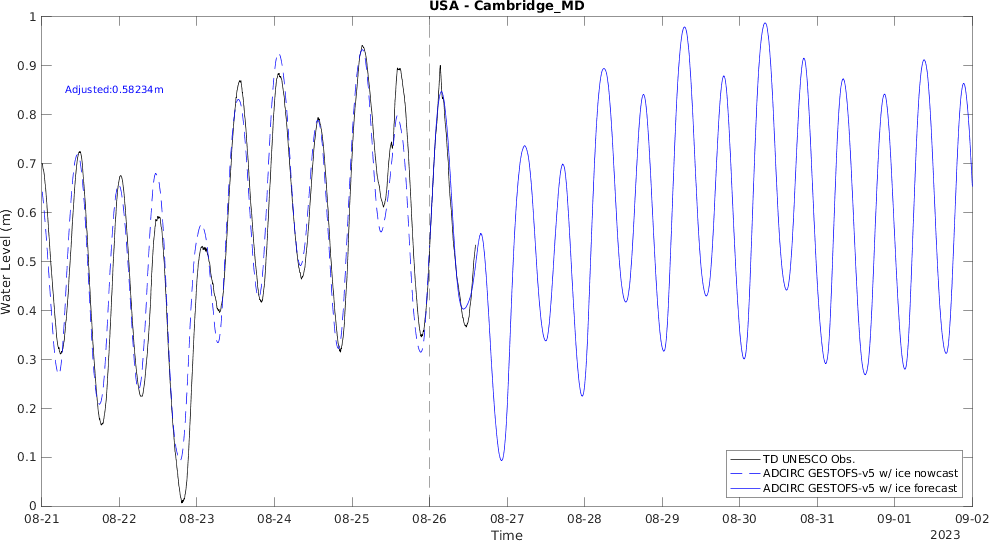 USA - Cambridge_MD
1
0.9
0.8
0.7
0.6
0.5
0.4
0.3
0.2
0.1
0
Water Level (m)
Adjusted:0.58234m
TD UNESCO Obs.
ADCIRC GESTOFS-v5 w/ ice nowcast
ADCIRC GESTOFS-v5 w/ ice forecast
08-21 08-22 08-23 08-24 08-25 08-26 08-27 08-28 08-29 08-30 08-31 09-01 09-02
Time
2023